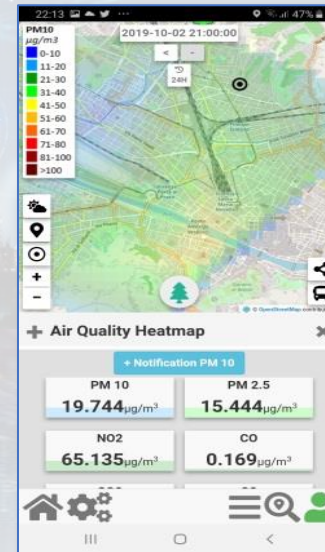 22:13
47%
PM10
µg/m3
0-10
11-20
21-30
31-40
41-50
51-60
61-70
71-80
81-100
>100
2019-10-02 21:00:00
<
-
24H
+
-
© OpenStreetMap
+ Air Quality Heatmap
+ Notification PM 10
PM 10
19.744µg/m³
PM 2.5
15.444µg/m³
NO2
65.135µg/m³
CO
0.169µg/m³